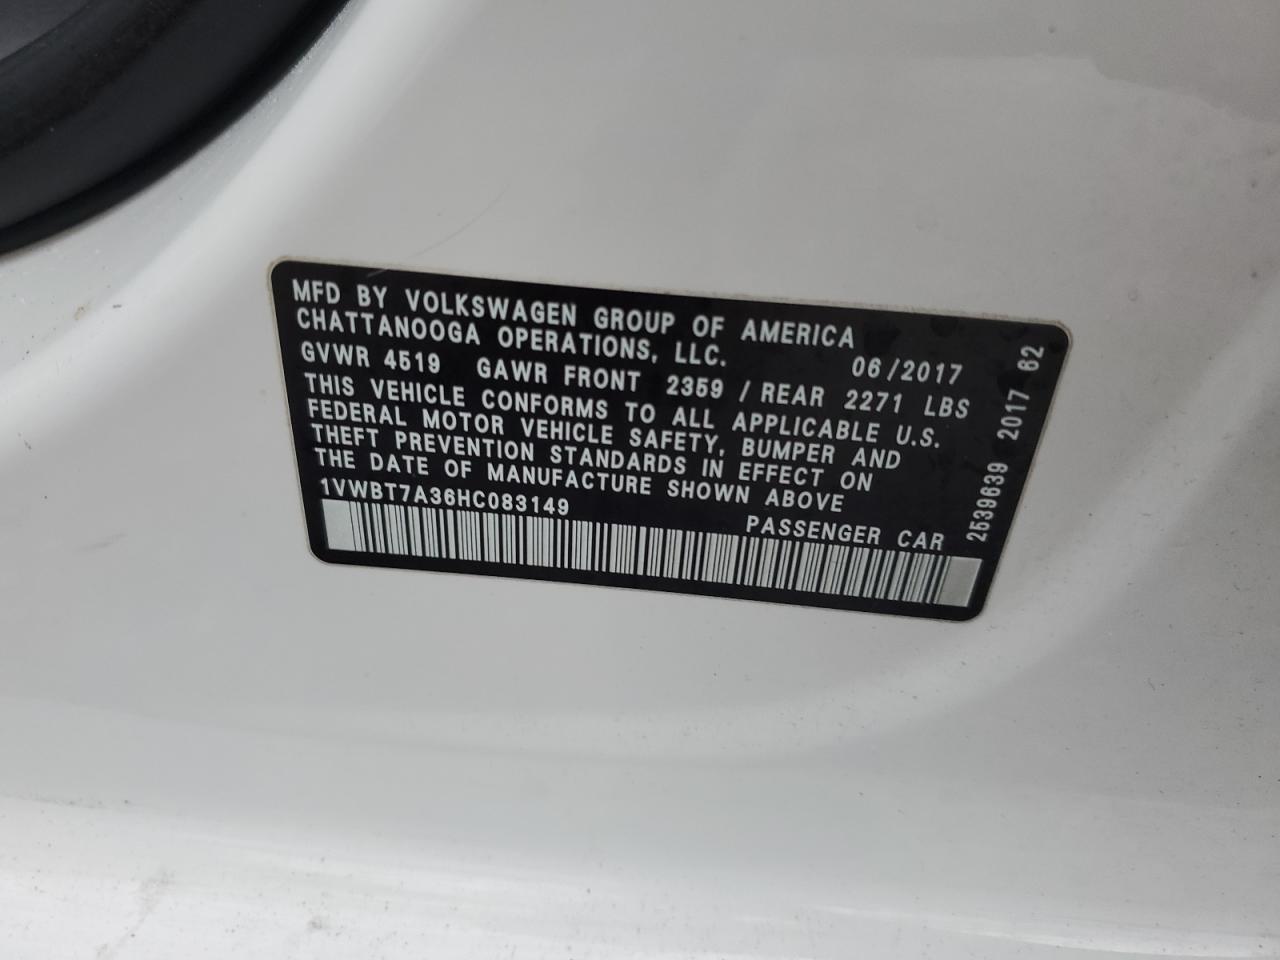 MFD BY VOLKSWAGEN GROUP OF AMERICA
CHATTANOOGA OPERATIONS, LLC. 06/2017
GVWR 4519 GAWR FRONT 2359 / REAR 2271 LBS
THIS VEHICLE CONFORMS TO ALL APPLICABLE U.S.
FEDERAL MOTOR VEHICLE SAFETY, BUMPER AND
THEFT PREVENTION STANDARDS IN EFFECT ON
THE DATE OF MANUFACTURE SHOWN ABOVE
1VWBT7A36HC083149
PASSENGER CAR
2539639 2017 62